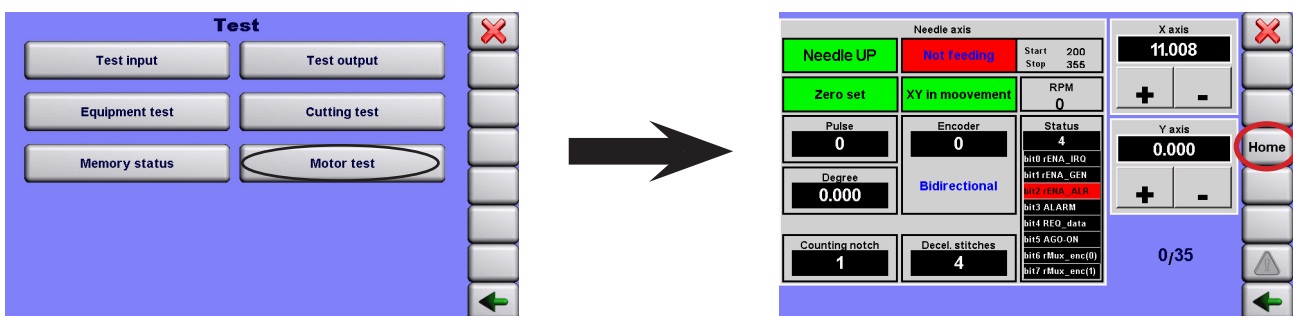 Test
Test input
Test output
Equipment test
Cutting test
Memory status
Motor test
Needle axis
Needle UP
Not feeding
Start 200
Stop 355
Zero set
XY in moovement
RPM
0
Pulse
0
Encoder
0
Bidirectional
Degree
0.000
Status
4
bit0 rENA_IRQ
bit1 rENA_GEN
bit2 rENA_ALR
bit3 ALARM
bit4 REQ_data
bit5 AGO-ON
bit6 rMux_enc(0)
bit7 rMux_enc(1)
Counting notch
1
Decel. stitches
4
X axis
11.008
+ -
Y axis
0.000
+ -
0/35
Home